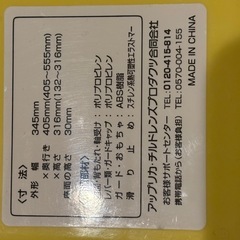 〈寸 法〉
外形 幅 345mm
×奥行き 405mm(405〜555mm)
×高さ 316mm(132〜316mm)
座面の高さ 30mm
材〉
背もたれ・軸受け：ポリプロピレン
レバー類・ガードキャップ：ポリプロピレン
ガード・おもちゃ：ABS樹脂
滑り止め：スチレン系熱可塑性エラストマー
アップリカ・チルドレンズプロダクツ合同会社
お客様サポートセンター TEL：0120-415-814
携帯電話から(お客様負担) TEL：0570-004-155
MADE IN CHINA